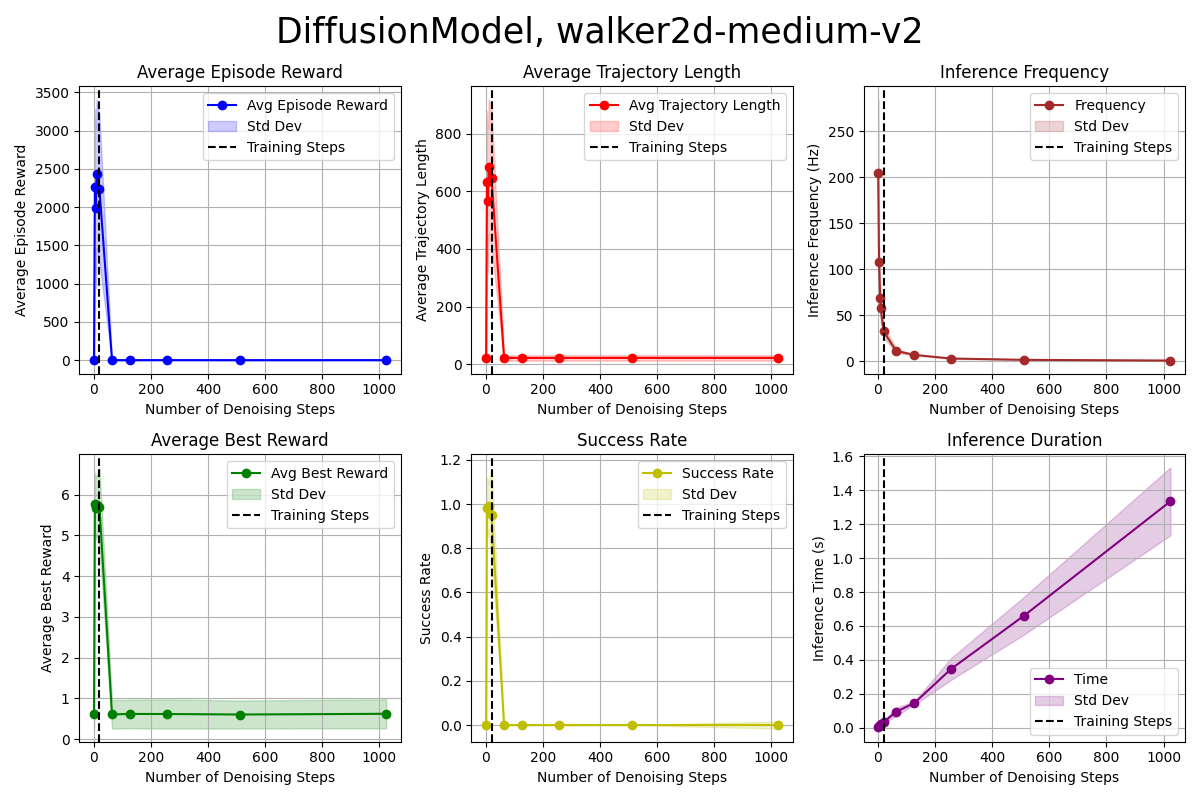 DiffusionModel, walker2d-medium-v2
Average Episode Reward
Average Episode Reward
3500
3000
2500
2000
1500
1000
500
0
Avg Episode Reward
Std Dev
Training Steps
0 200 400 600 800 1000
Number of Denoising Steps
Average Trajectory Length
Average Trajectory Length
800
600
400
200
0
Avg Trajectory Length
Std Dev
Training Steps
0 200 400 600 800 1000
Number of Denoising Steps
Inference Frequency
Inference Frequency (Hz)
250
200
150
100
50
0
Frequency
Std Dev
Training Steps
0 200 400 600 800 1000
Number of Denoising Steps
Average Best Reward
Average Best Reward
6
5
4
3
2
1
0
Avg Best Reward
Std Dev
Training Steps
0 200 400 600 800 1000
Number of Denoising Steps
Success Rate
Success Rate
1.2
1.0
0.8
0.6
0.4
0.2
0.0
Success Rate
Std Dev
Training Steps
0 200 400 600 800 1000
Number of Denoising Steps
Inference Duration
Inference Time (s)
1.6
1.4
1.2
1.0
0.8
0.6
0.4
0.2
0.0
Time
Std Dev
Training Steps
0 200 400 600 800 1000
Number of Denoising Steps